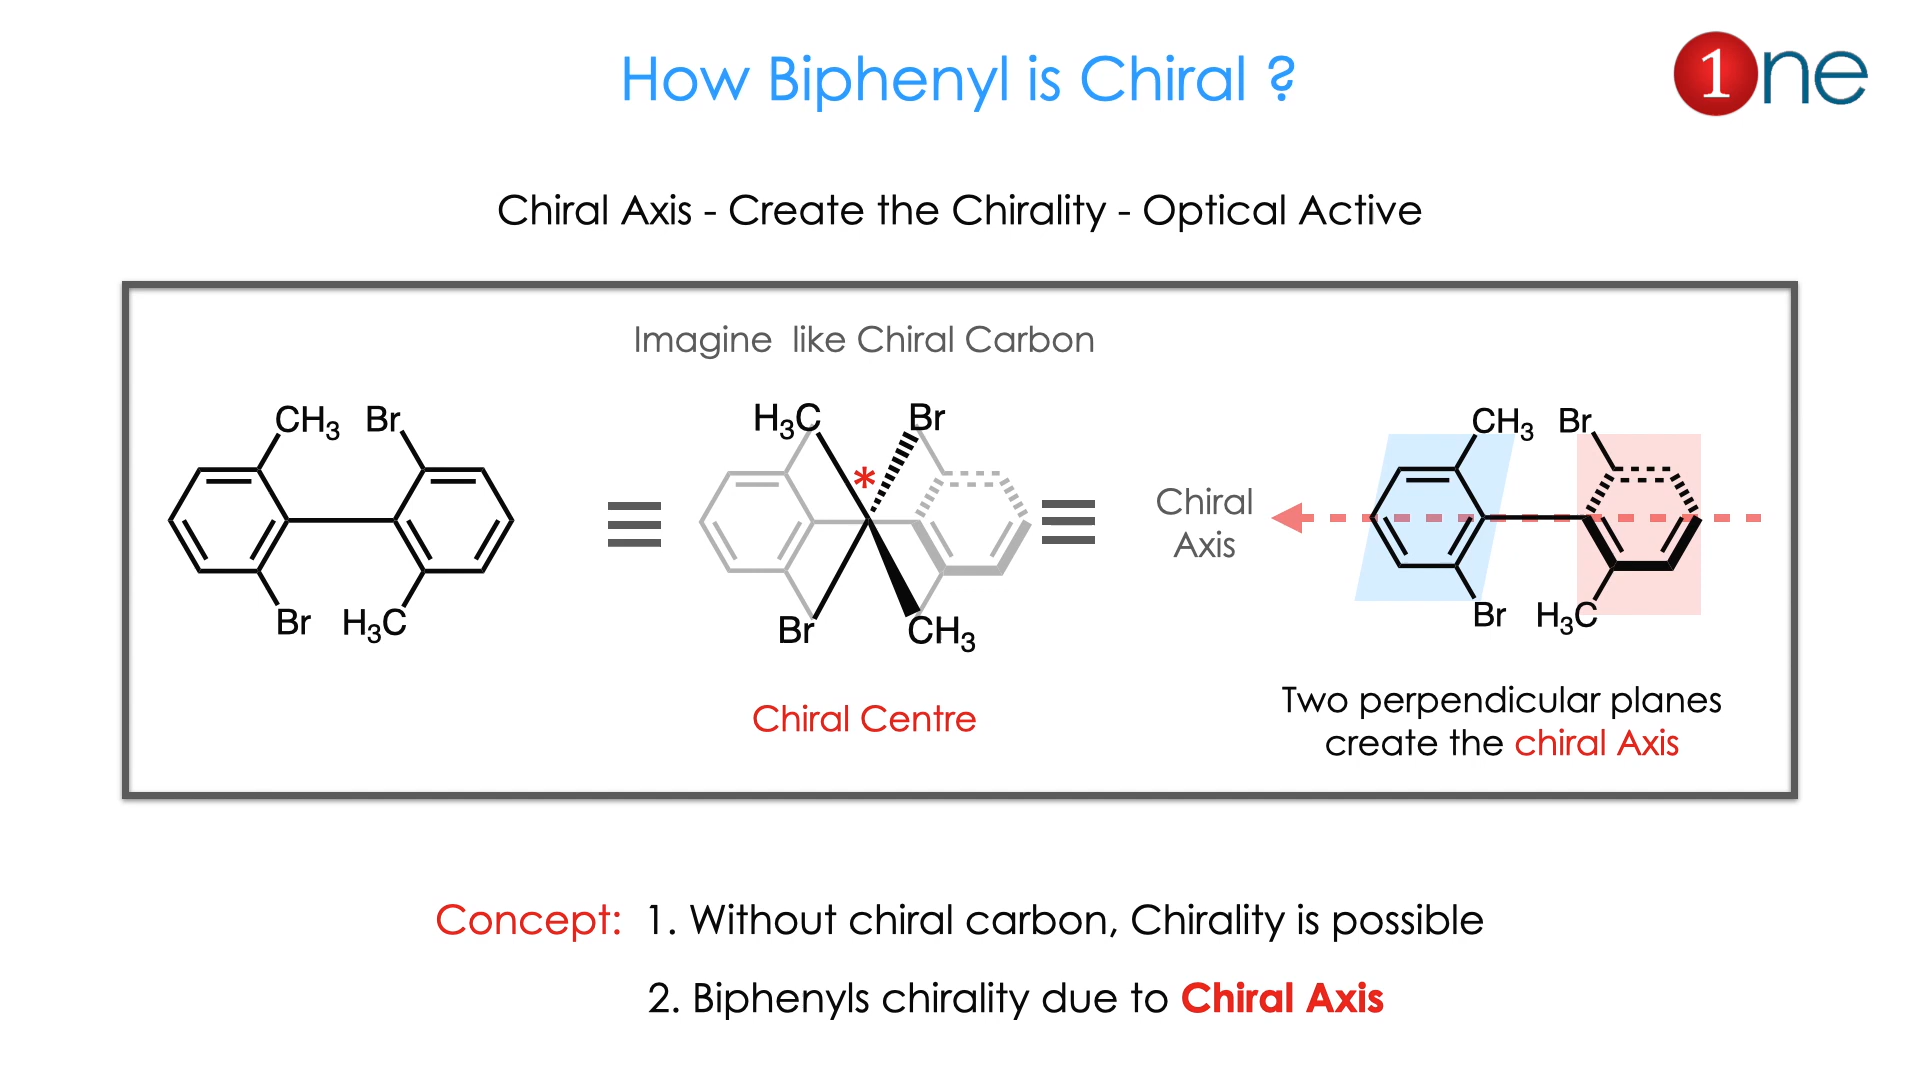 How Biphenyl is Chiral ?
1ne
Chiral Axis - Create the Chirality - Optical Active
Imagine like Chiral Carbon
CH3 Br
Br H3C
H3C Br
*
Br CH3
Chiral Centre
Chiral
Axis
CH3 Br
Br H3C
Two perpendicular planes
create the chiral Axis
Concept: 1. Without chiral carbon, Chirality is possible
2. Biphenyls chirality due to Chiral Axis